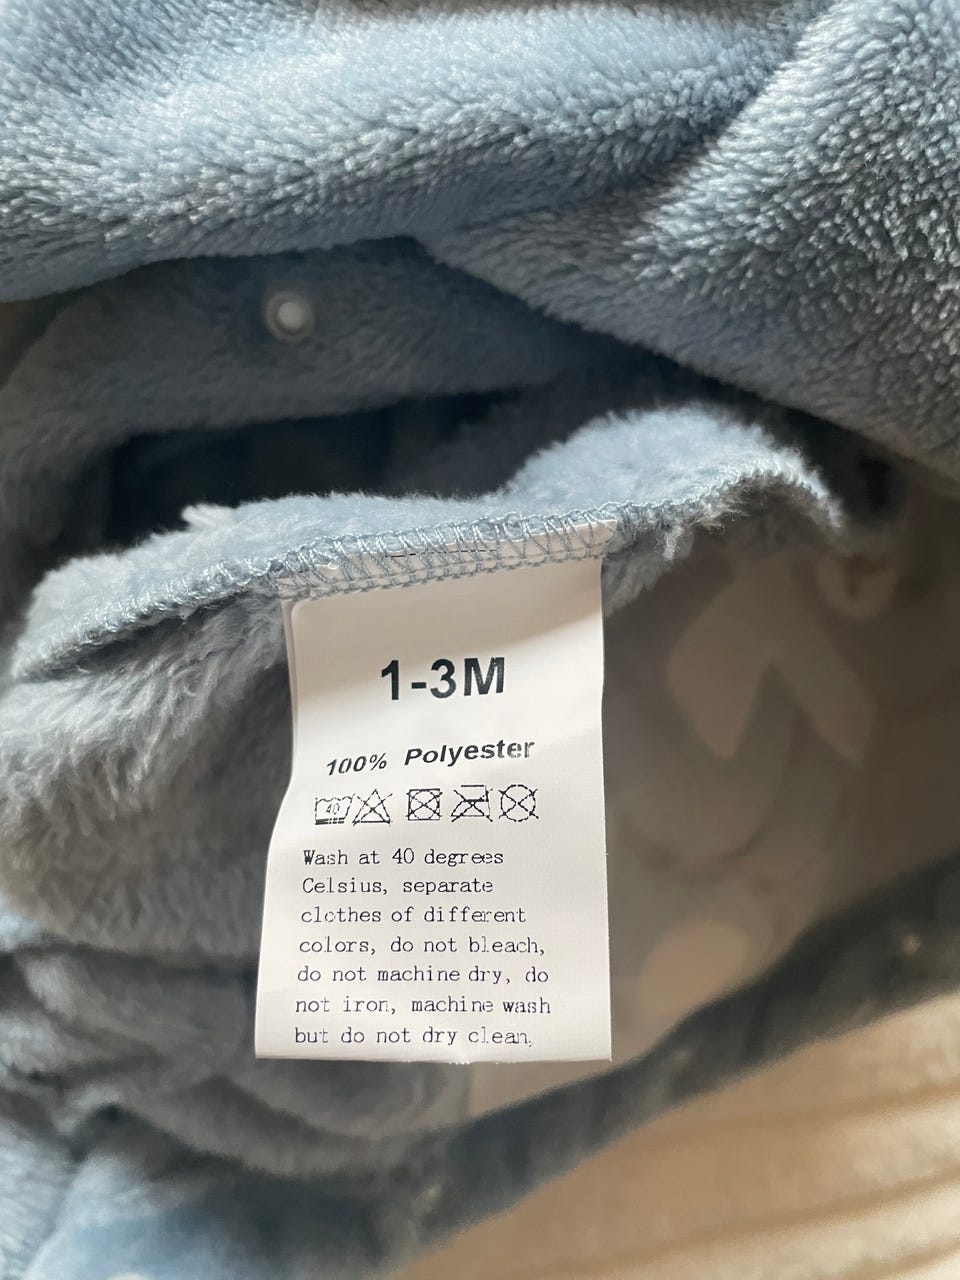 1-3M
100% Polyester
40
Wash at 40 degrees
Celsius, separate
clothes of different
colors, do not bleach,
do not machine dry, do
not iron, machine wash
but do not dry clean,